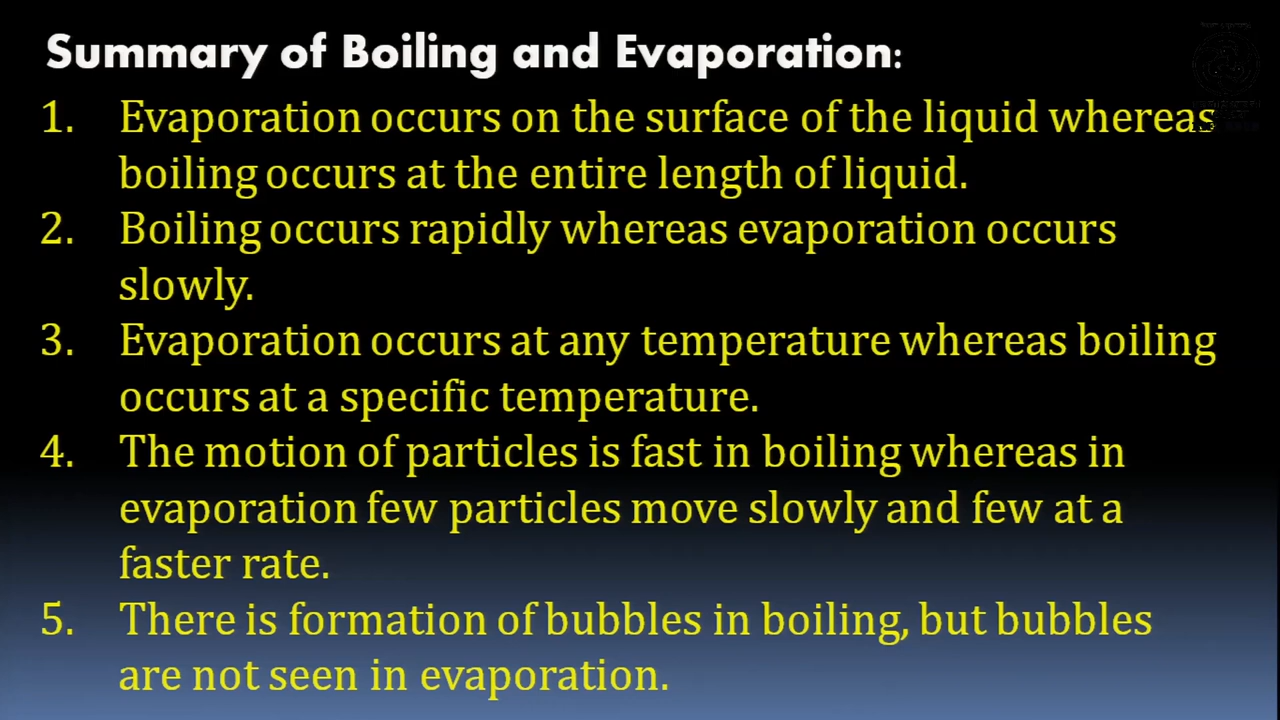 Summary of Boiling and Evaporation:
1. Evaporation occurs on the surface of the liquid whereas
boiling occurs at the entire length of liquid.
2. Boiling occurs rapidly whereas evaporation occurs
slowly.
3. Evaporation occurs at any temperature whereas boiling
occurs at a specific temperature.
4. The motion of particles is fast in boiling whereas in
evaporation few particles move slowly and few at a
faster rate.
5. There is formation of bubbles in boiling, but bubbles
are not seen in evaporation.